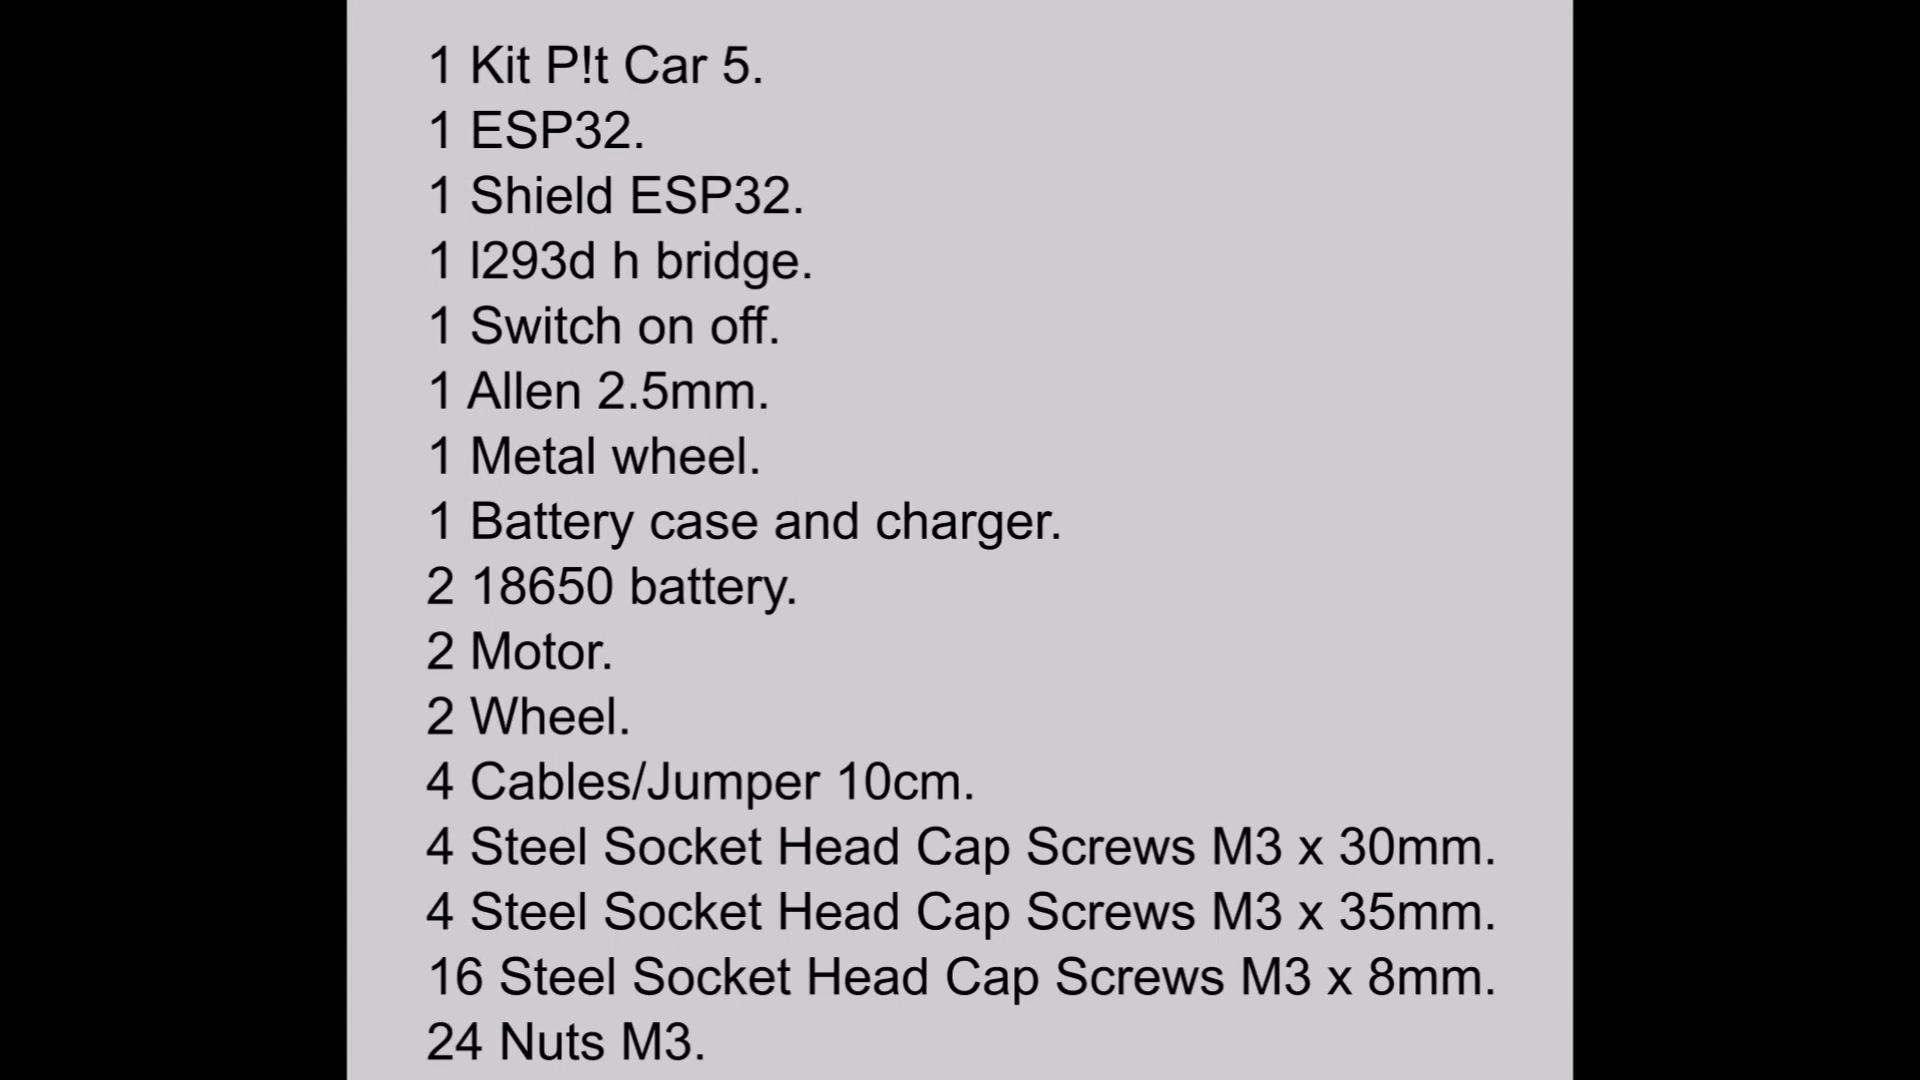 1 Kit P!t Car 5.
1 ESP32.
1 Shield ESP32.
1 l293d h bridge.
1 Switch on off.
1 Allen 2.5mm.
1 Metal wheel.
1 Battery case and charger.
2 18650 battery.
2 Motor.
2 Wheel.
4 Cables/Jumper 10cm.
4 Steel Socket Head Cap Screws M3 x 30mm.
4 Steel Socket Head Cap Screws M3 x 35mm.
16 Steel Socket Head Cap Screws M3 x 8mm.
24 Nuts M3.